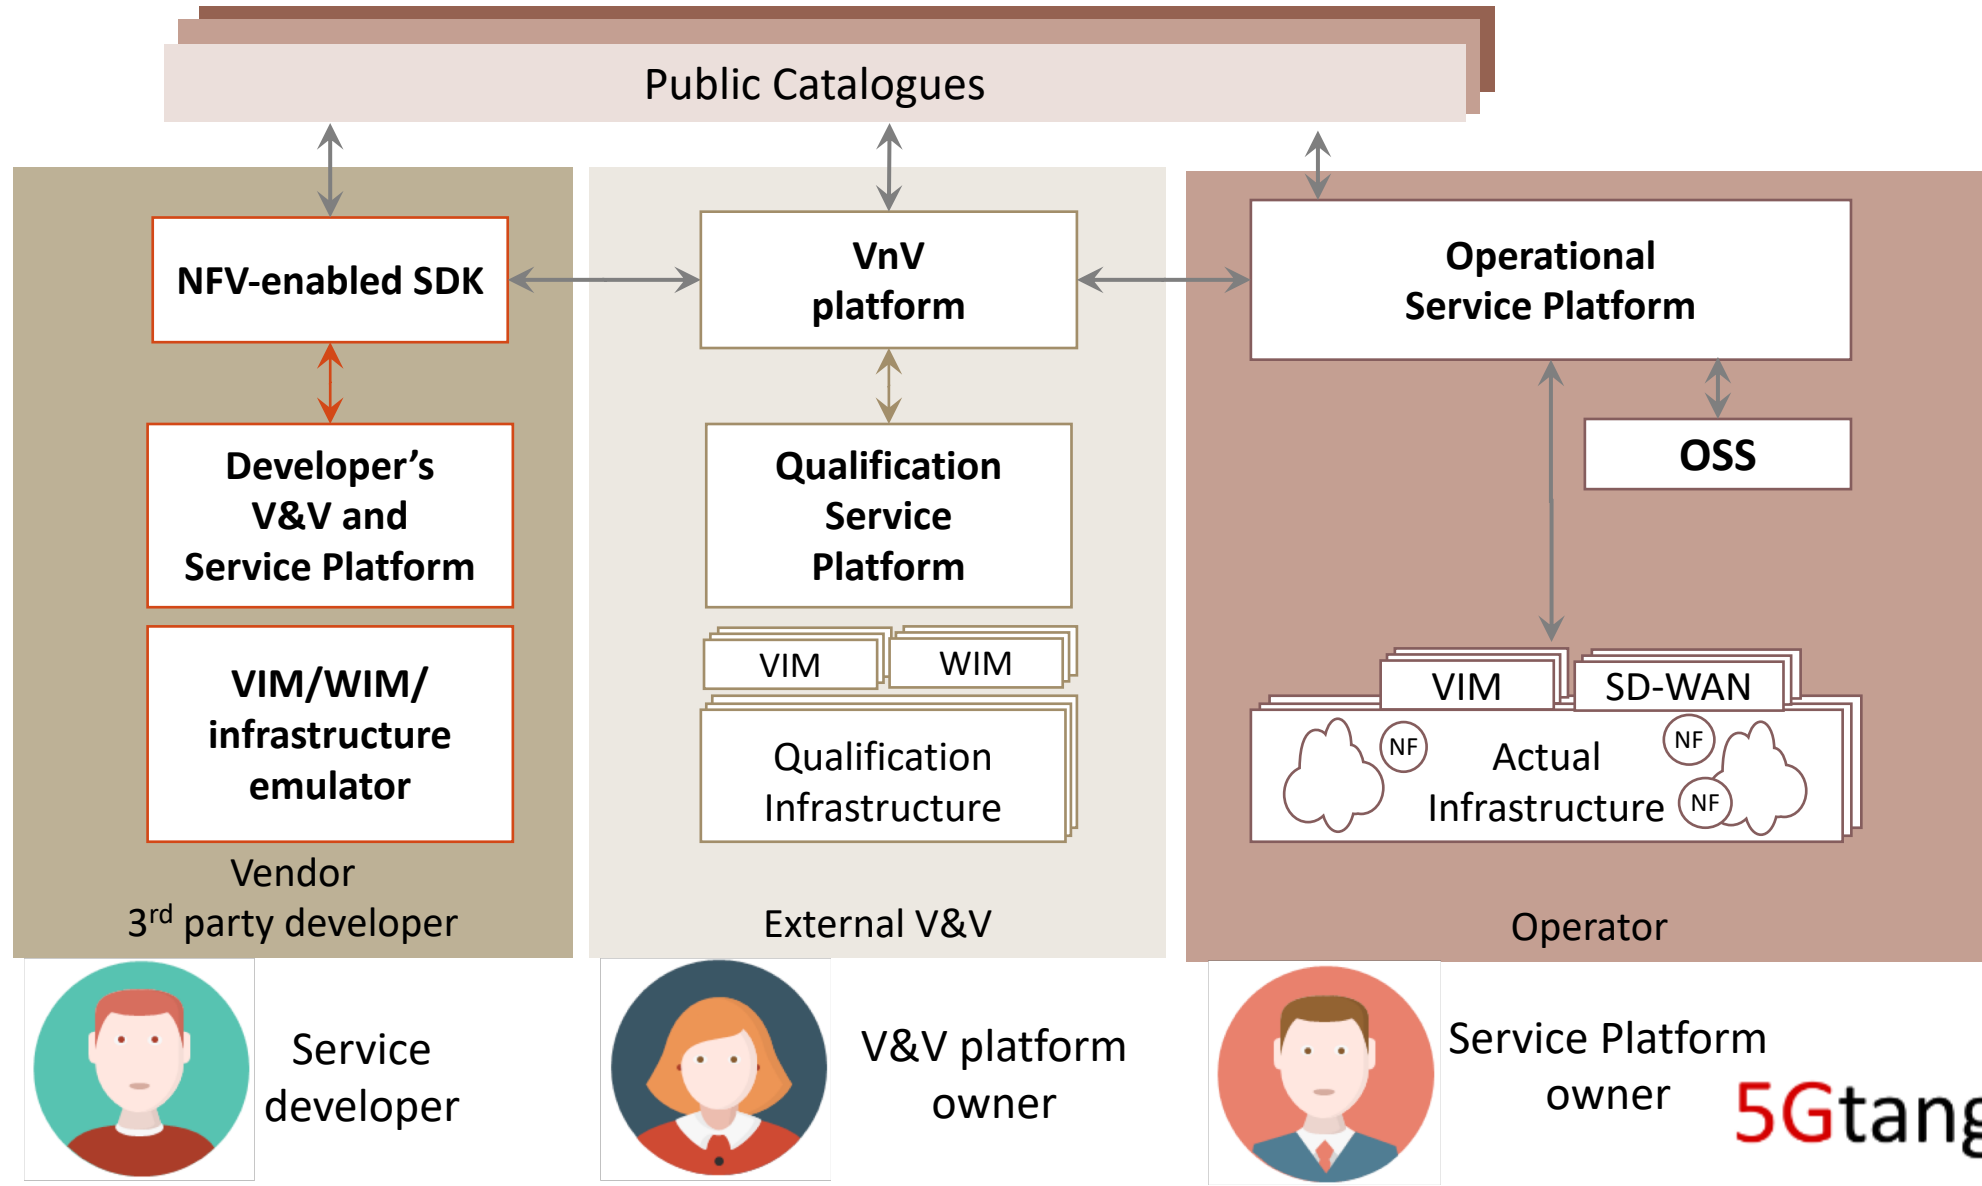 Public Catalogues
NFV-enabled SDK
Developer’s
V&V and
Service Platform
VIM/WIM/
infrastructure
emulator
Vendor
3rd party developer
VnV
platform
Qualification
Service
Platform
VIM
WIM
Qualification
Infrastructure
External V&V
Operational
Service Platform
OSS
VIM
SD-WAN
NF
NF
Actual
Infrastructure
NF
Operator
Service
developer
V&V platform
owner
Service Platform
owner
5Gtang